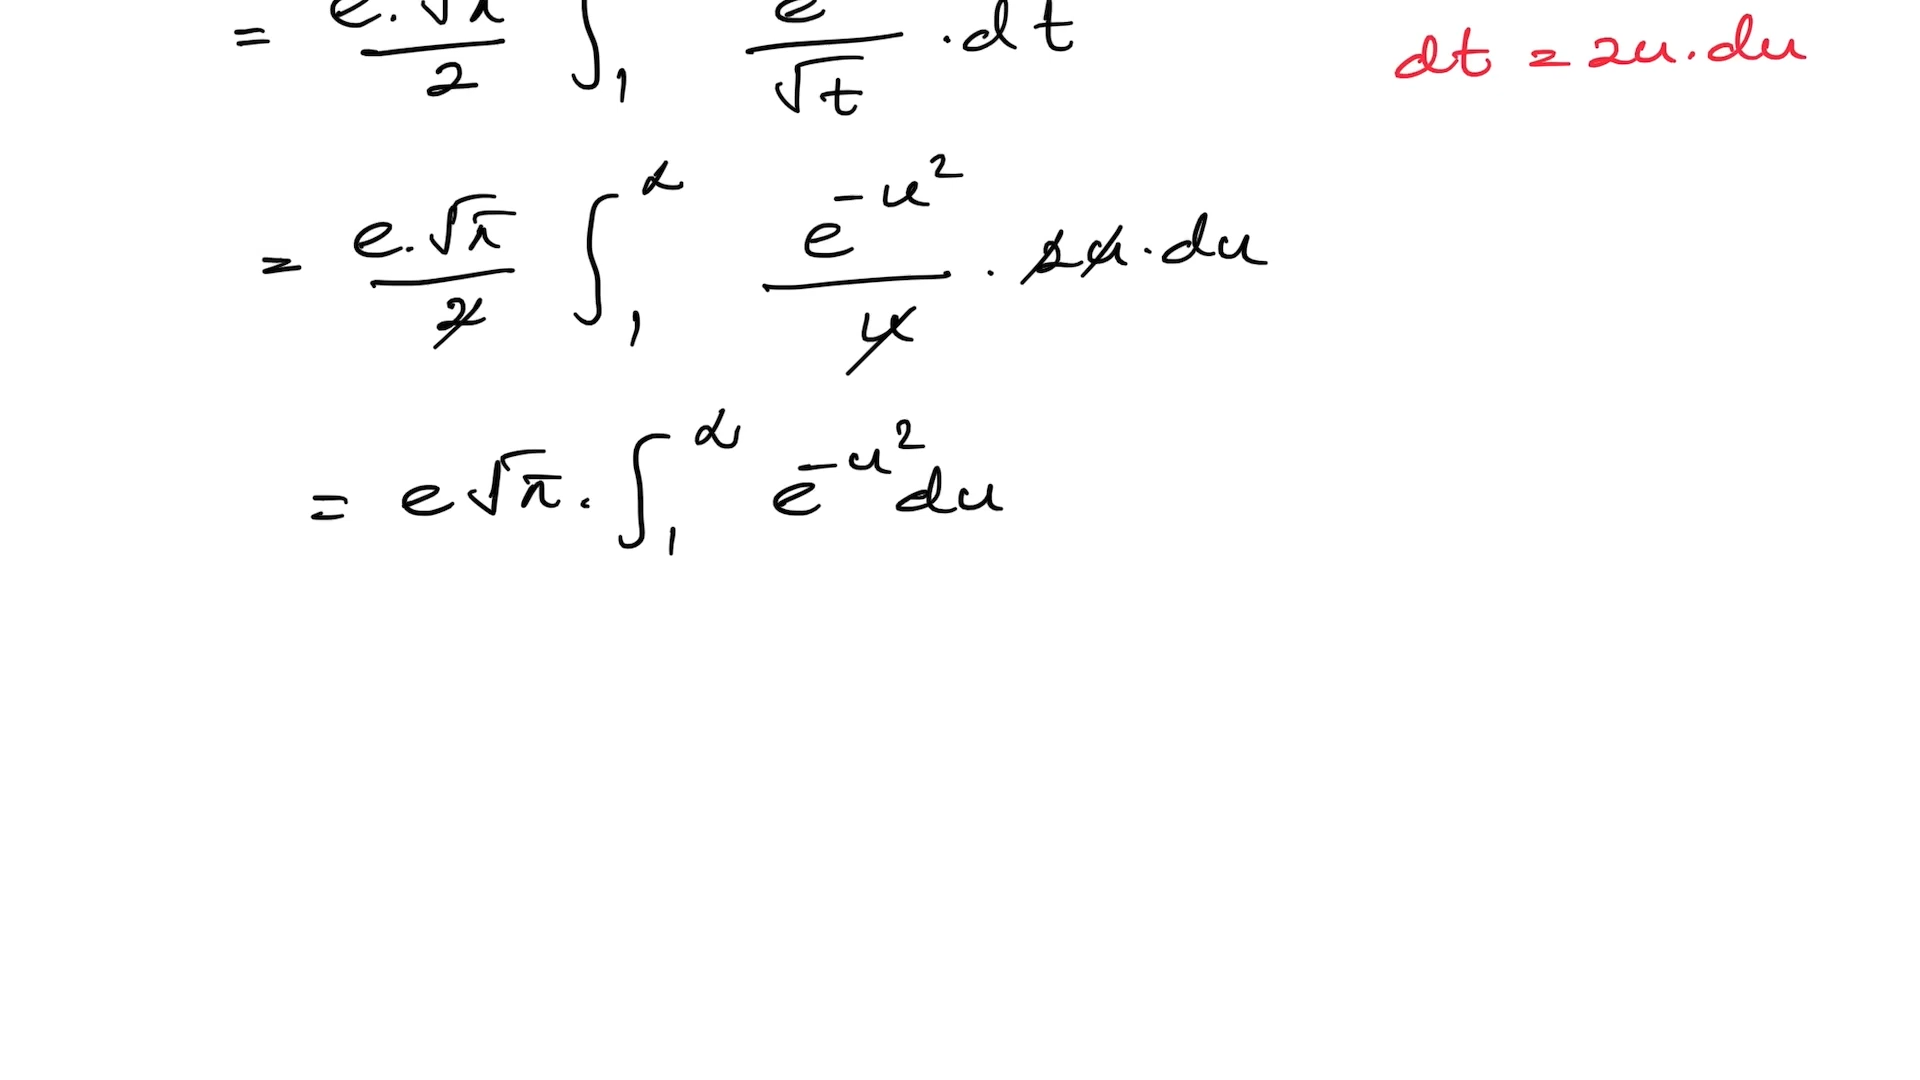 = e.√π/2 ∫₁ e/√t .dt
dt = 2u.du
= e.√π/2 ∫₁^α e^-u²/u . 2u.du
= e√π. ∫₁^α e^-u² du